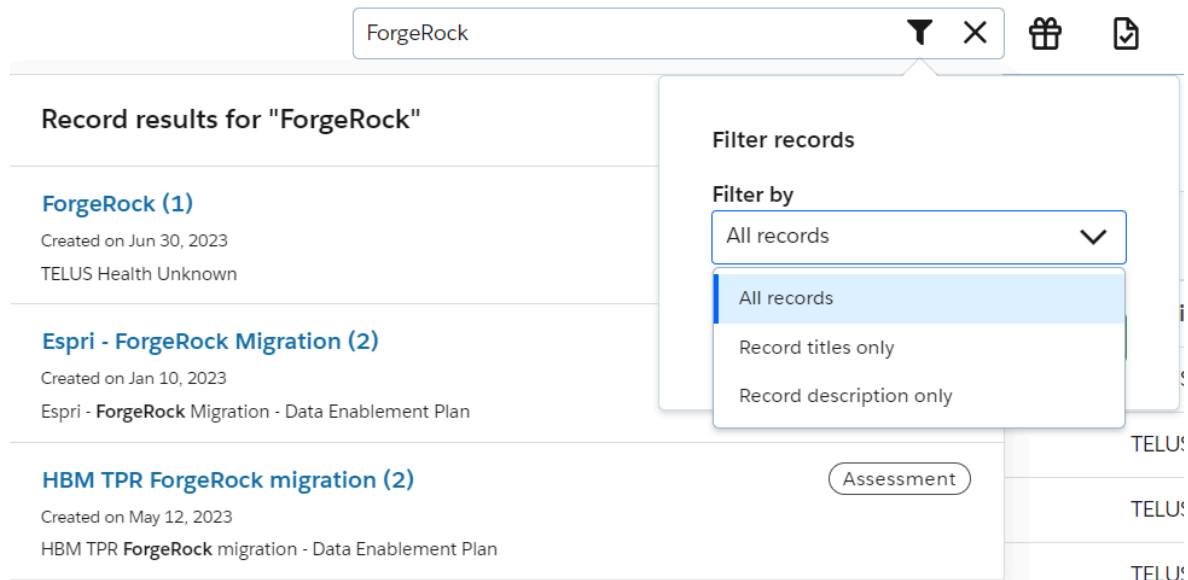 ForgeRock
Record results for "ForgeRock"
ForgeRock (1)
Created on Jun 30, 2023
TELUS Health Unknown
Espri - ForgeRock Migration (2)
Created on Jan 10, 2023
Espri - ForgeRock Migration - Data Enablement Plan
HBM TPR ForgeRock migration (2)
Assessment
Created on May 12, 2023
HBM TPR ForgeRock migration - Data Enablement Plan
Filter records
Filter by
All records
All records
Record titles only
Record description only